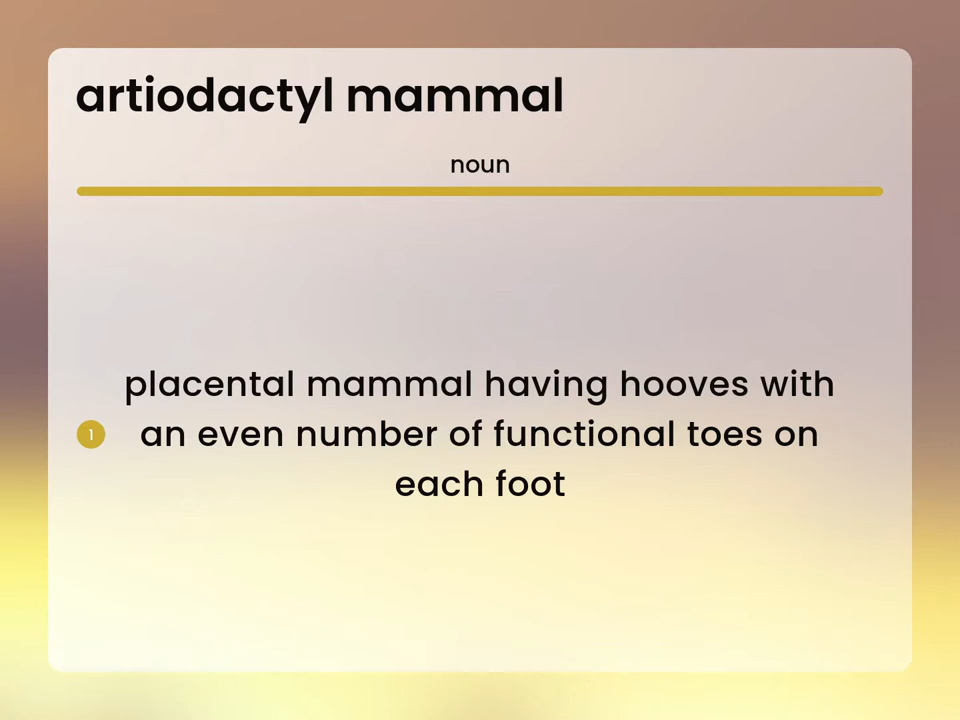 artiodactyl mammal
noun
placental mammal having hooves with
1 an even number of functional toes on
each foot